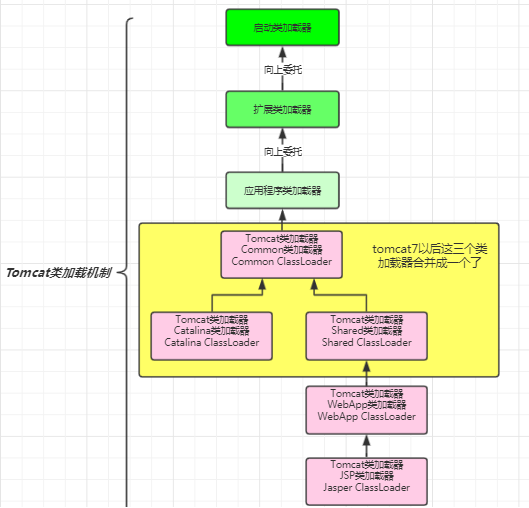 启动类加载器
向上委托
扩展类加载器
向上委托
应用程序类加载器
Tomcat类加载器
Common类加载器
Common ClassLoader
tomcat7以后这三个类
加载器合并成一个了
Tomcat类加载机制
Tomcat类加载器
Catalina类加载器
Catalina ClassLoader
Tomcat类加载器
Shared类加载器
Shared ClassLoader
Tomcat类加载器
WebApp类加载器
WebApp ClassLoader
Tomcat类加载器
JSP类加载器
Jasper ClassLoader